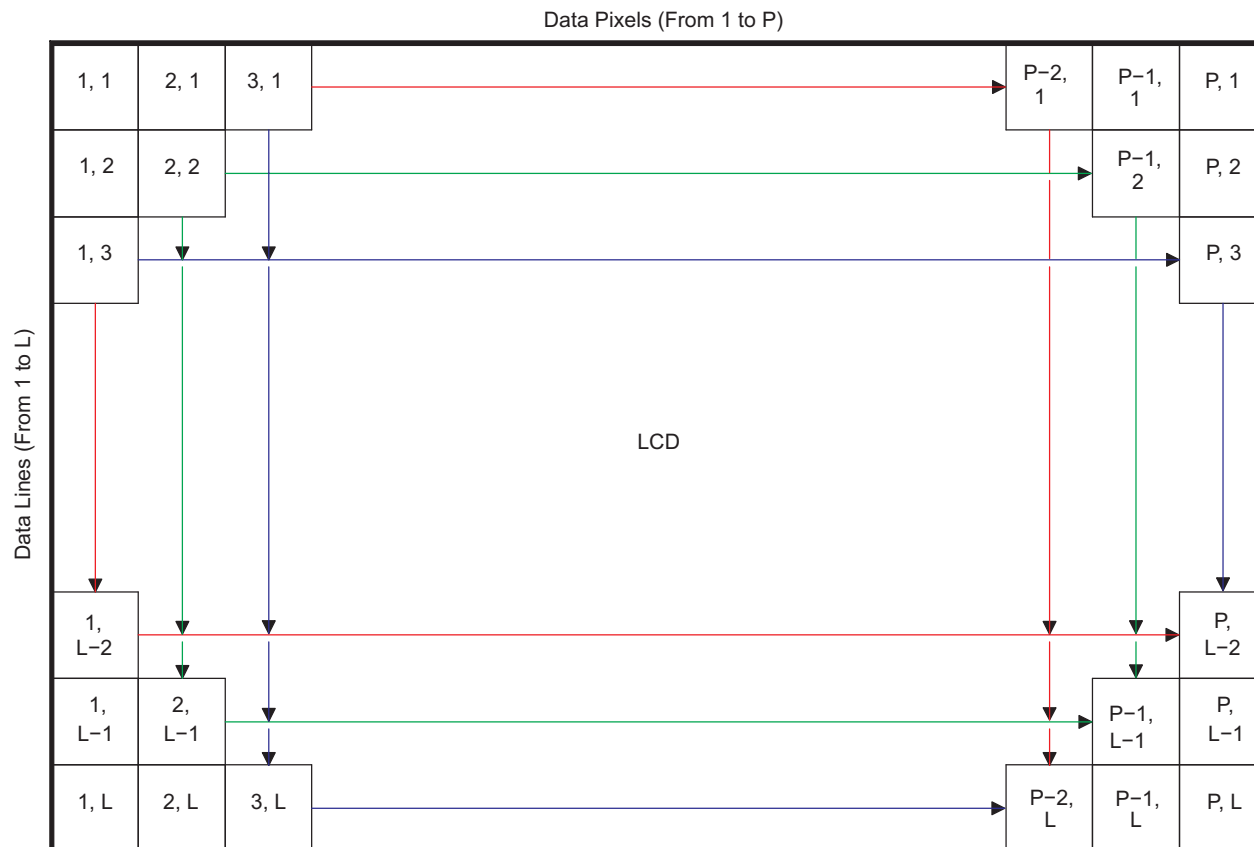 Data Pixels (From 1 to P)
1, 1
2, 1
3, 1
P−2,
1
P−1,
1
P, 1
1, 2
2, 2
P−1,
2
P, 2
1, 3
P, 3
Data Lines (From 1 to L)
LCD
1,
L−2
P,
L−2
1,
L−1
2,
L−1
P−1,
L−1
P,
L−1
1, L
2, L
3, L
P−2,
L
P−1,
L
P, L